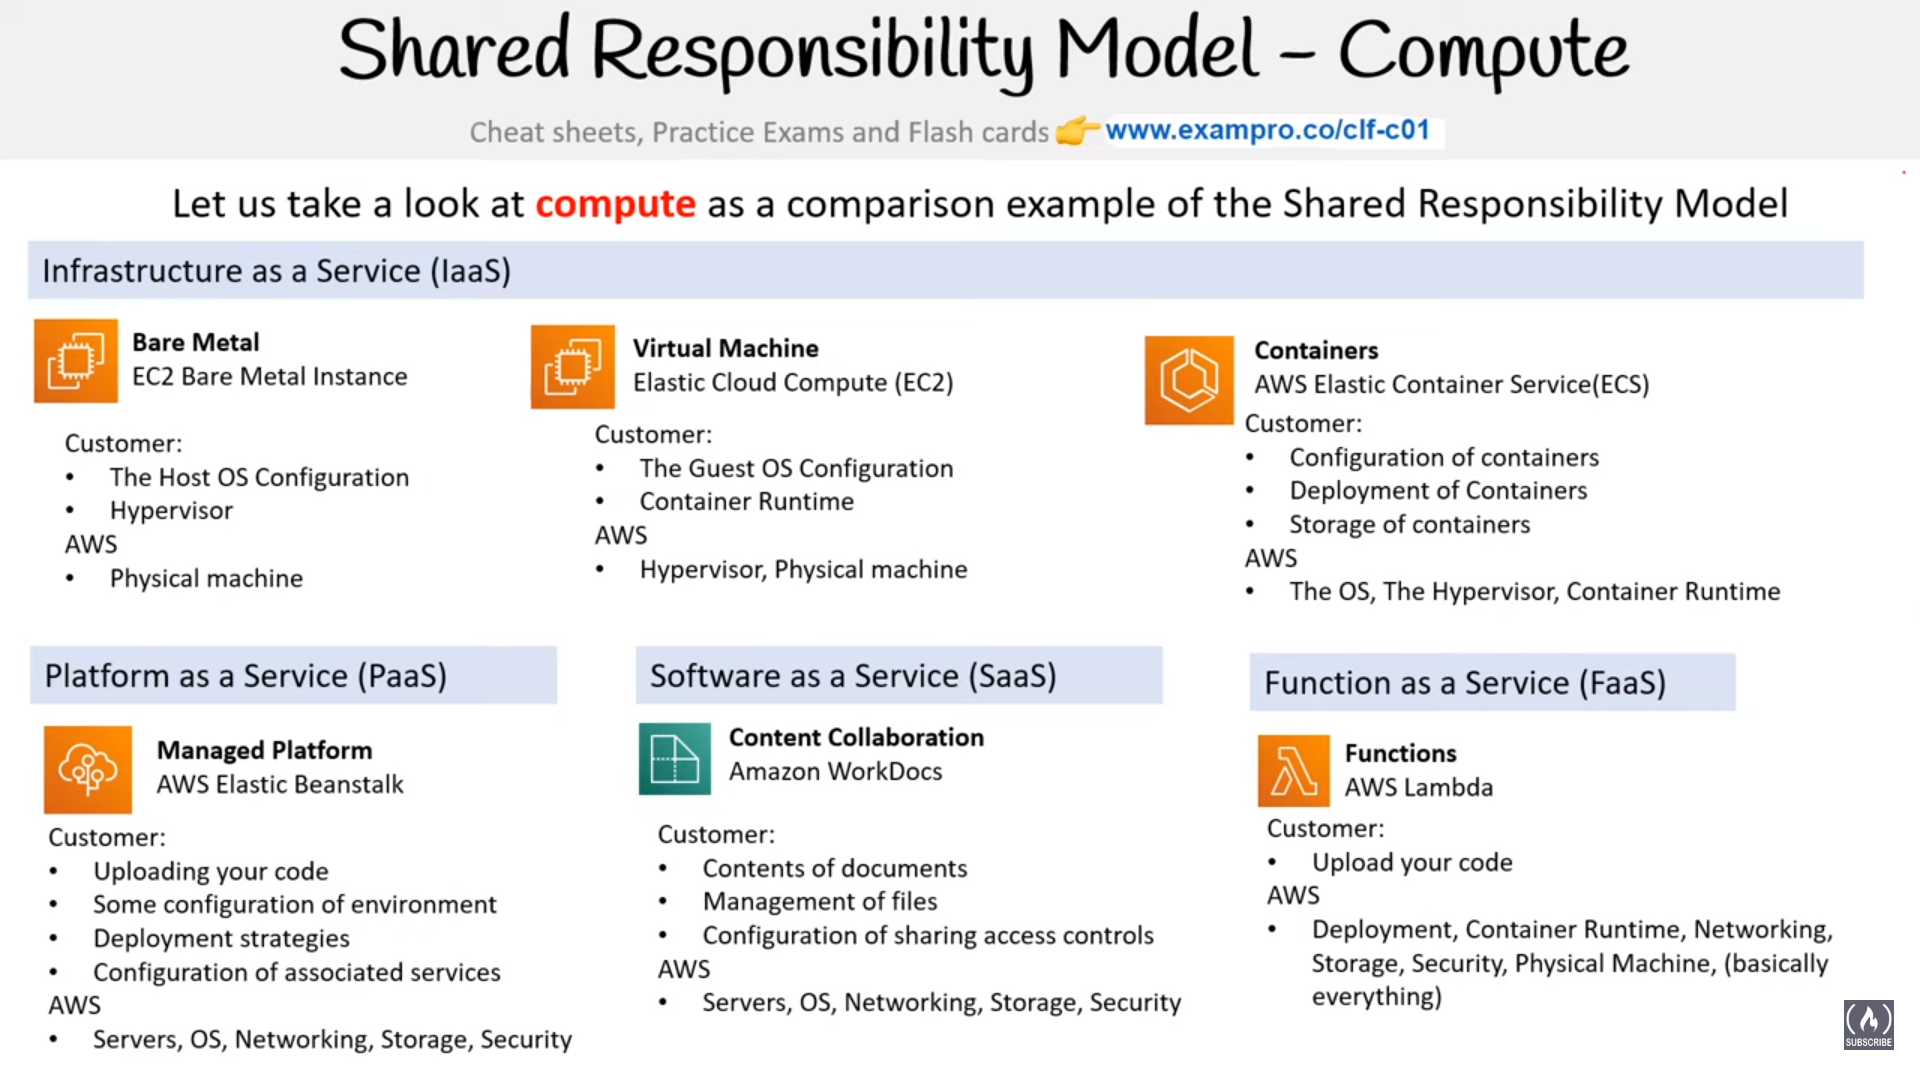 Shared Responsibility Model – Compute
Cheat sheets, Practice Exams and Flash cards 👉 www.exampro.co/clf-c01
Let us take a look at compute as a comparison example of the Shared Responsibility Model
Infrastructure as a Service (IaaS)
Bare Metal
EC2 Bare Metal Instance
Customer:
• The Host OS Configuration
• Hypervisor
AWS
• Physical machine
Virtual Machine
Elastic Cloud Compute (EC2)
Customer:
• The Guest OS Configuration
• Container Runtime
AWS
• Hypervisor, Physical machine
Containers
AWS Elastic Container Service(ECS)
Customer:
• Configuration of containers
• Deployment of Containers
• Storage of containers
AWS
• The OS, The Hypervisor, Container Runtime
Platform as a Service (PaaS)
Managed Platform
AWS Elastic Beanstalk
Customer:
• Uploading your code
• Some configuration of environment
• Deployment strategies
• Configuration of associated services
AWS
• Servers, OS, Networking, Storage, Security
Software as a Service (SaaS)
Content Collaboration
Amazon WorkDocs
Customer:
• Contents of documents
• Management of files
• Configuration of sharing access controls
AWS
• Servers, OS, Networking, Storage, Security
Function as a Service (FaaS)
Functions
AWS Lambda
Customer:
• Upload your code
AWS
• Deployment, Container Runtime, Networking,
Storage, Security, Physical Machine, (basically
everything)
SUBSCRIBE